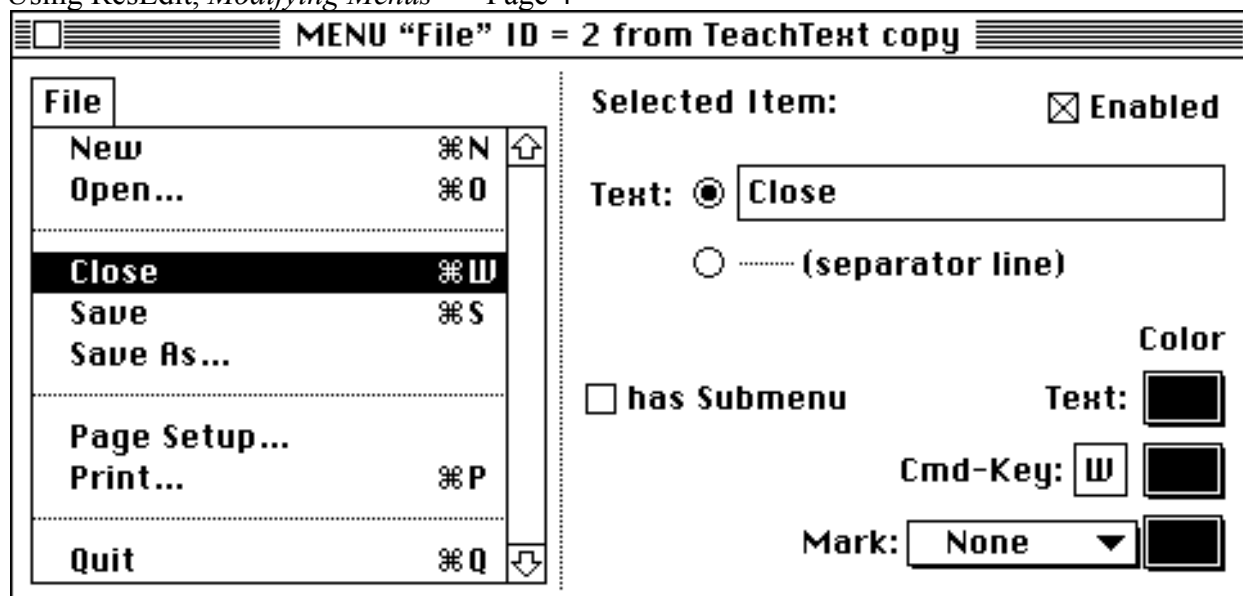 Using ResEdit, Modifying Menus Page 4
MENU “File” ID = 2 from TeachText copy
File
New ⌘N
Open... ⌘O
Close ⌘W
Save ⌘S
Save As...
Page Setup...
Print... ⌘P
Quit ⌘Q
Selected Item:
Enabled
Text: Close
(separator line)
Color
has Submenu
Text:
Cmd-Key: W
Mark: None